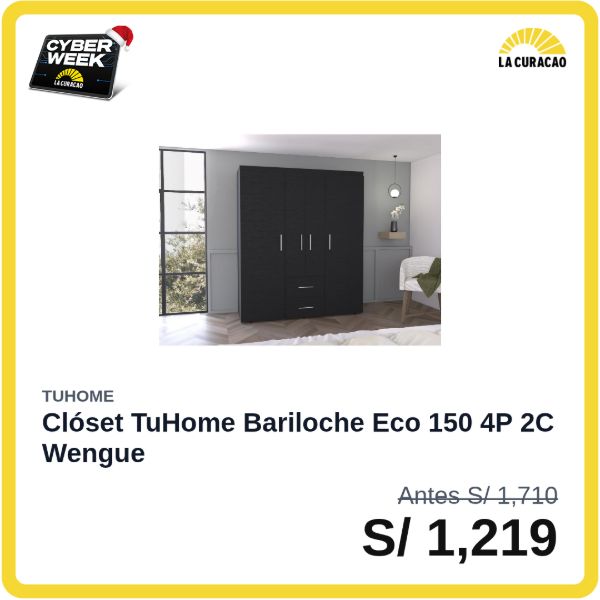 CYBER
WEEK
LA CURACAO
LA CURACAO
TUHOME
Clóset TuHome Bariloche Eco 150 4P 2C
Wengue
Antes S/ 1,710
S/ 1,219